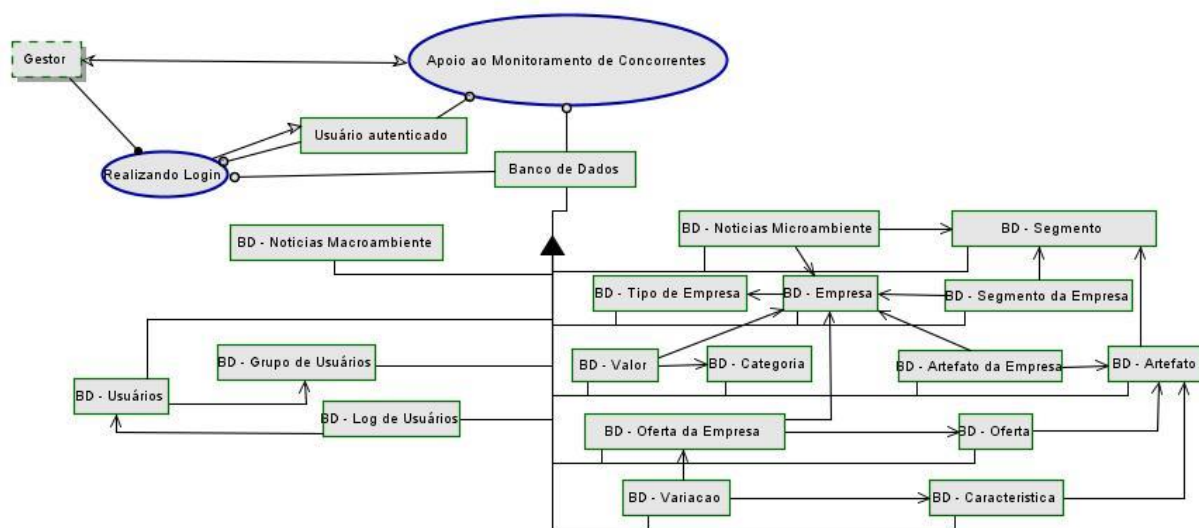 Gestor
Apoio ao Monitoramento de Concorrentes
Usuário autenticado
Realizando Login
Banco de Dados
BD - Noticias Macroambiente
BD - Noticias Microambiente
BD - Segmento
BD - Tipo de Empresa
BD - Empresa
BD - Segmento da Empresa
BD - Grupo de Usuários
BD - Valor
BD - Categoria
BD - Artefato da Empresa
BD - Artefato
BD - Usuários
BD - Log de Usuários
BD - Oferta da Empresa
BD - Oferta
BD - Variacao
BD - Caracteristica